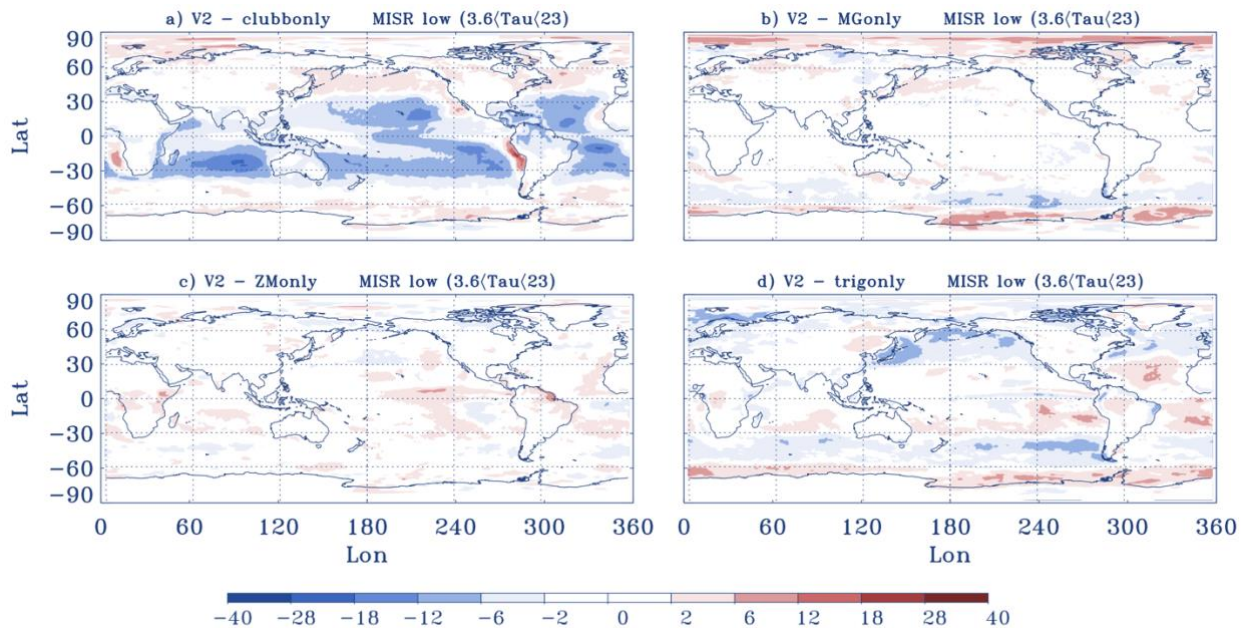 a) V2 – clubbonly MISR low (3.6⟨Tau⟨23)
b) V2 – MGonly MISR low (3.6⟨Tau⟨23)
90
60
30
0
−30
−60
−90
Lat
c) V2 – ZMonly MISR low (3.6⟨Tau⟨23)
d) V2 – trigonly MISR low (3.6⟨Tau⟨23)
90
60
30
0
−30
−60
−90
Lat
0 60 120 180 240 300 360
0 60 120 180 240 300 360
Lon
Lon
−40 −28 −18 −12 −6 −2 0 2 6 12 18 28 40